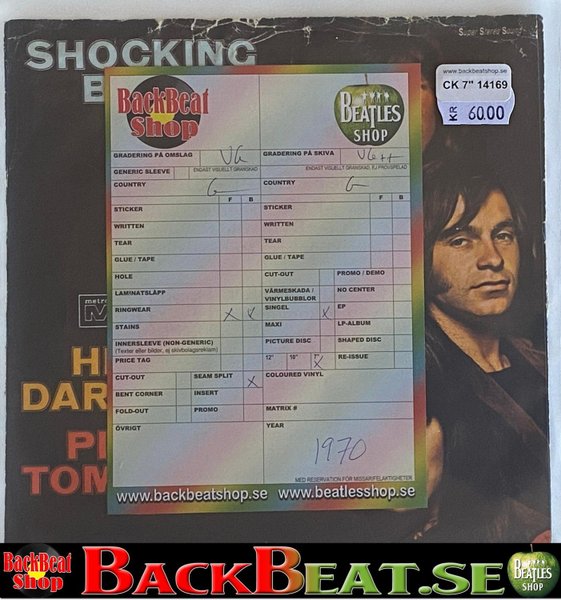 SHOCKING
B
Super Stereo Sound
www.backbeatshop.se
CK 7" 14169
KR 60.00
BackBeat
Shop
BEATLES
SHOP
GRADERING PÅ OMSLAG VG
GRADERING PÅ SKIVA VG++
GENERIC SLEEVE ENDAST VISUELLT GRANSKAD
ENDAST VISUELLT GRANSKAD, EJ PROVSPELAD
COUNTRY G
COUNTRY G
F B
F B
STICKER
STICKER
WRITTEN
WRITTEN
TEAR
TEAR
GLUE / TAPE
GLUE / TAPE
HOLE
CUT-OUT PROMO / DEMO
LAMINATSLÄPP
VÄRMESKADA /
VINYLBUBBLOR
NO CENTER
RINGWEAR X X
SINGEL X EP
STAINS
MAXI LP-ALBUM
INNERSLEEVE (NON-GENERIC)
(Texter eller bilder, ej skivbolagsreklam)
PICTURE DISC SHAPED DISC
PRICE TAG
12" 10" 7" X RE-ISSUE
CUT-OUT SEAM SPLIT X
COLOURED VINYL
BENT CORNER INSERT
FOLD-OUT PROMO
MATRIX #
ÖVRIGT
YEAR
1970
MED RESERVATION FÖR MISSAR/FELAKTIGHETER
www.backbeatshop.se www.beatlesshop.se
metro
M
H
DAR
P
TOM
BackBeat
Shop
BACKBEAT.SE
BEATLES
SHOP